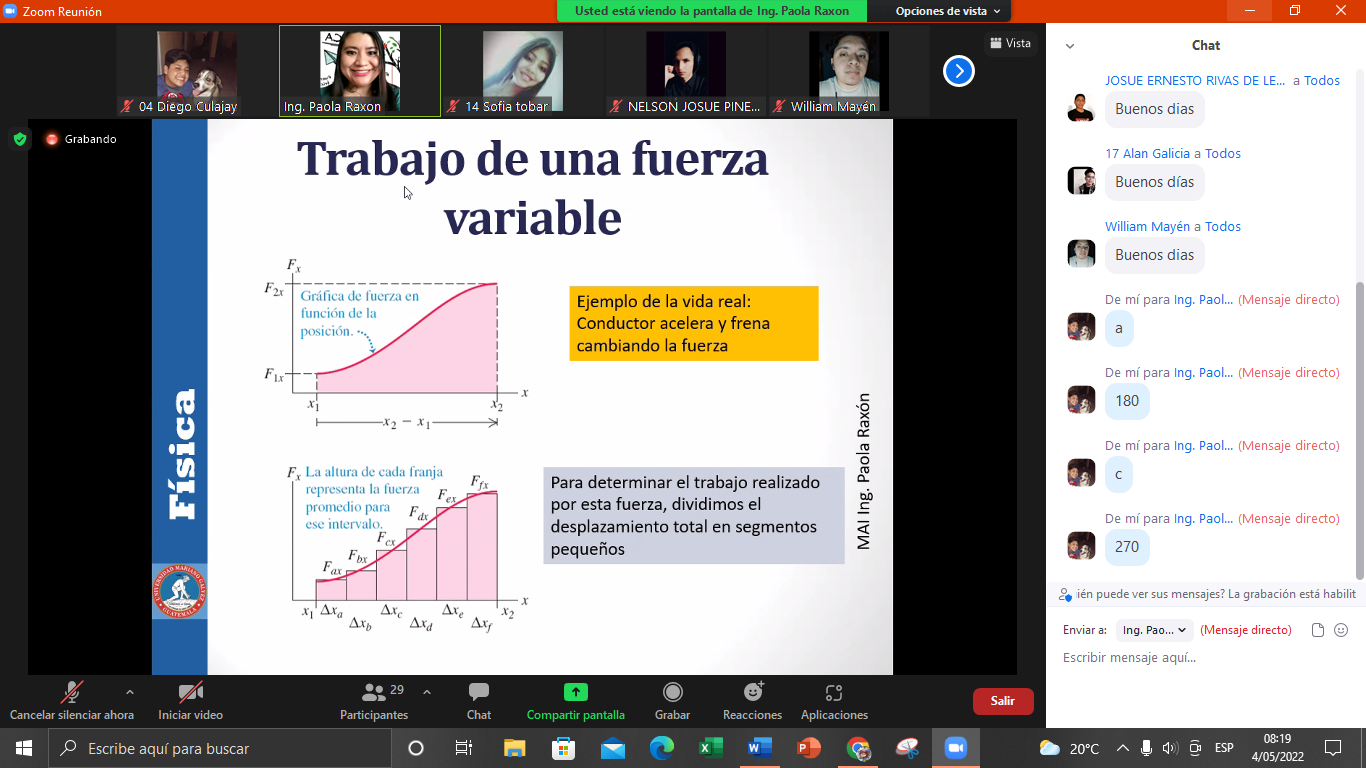 Zoom Reunión
Usted está viendo la pantalla de Ing. Paola Raxon
Opciones de vista
Vista
04 Diego Culajay
Ing. Paola Raxon
14 Sofia tobar
NELSON JOSUE PINE...
William Mayén
Grabando
Trabajo de una fuerza
variable
Fx
F2x
Gráfica de fuerza en
función de la
posición.
F1x
x1
x2
x
x2 − x1
Ejemplo de la vida real:
Conductor acelera y frena
cambiando la fuerza
Fx
La altura de cada franja
representa la fuerza
promedio para
ese intervalo.
Fax
Fbx
Fcx
Fdx
Fex
Ffx
x1
Δxa
Δxb
Δxc
Δxd
Δxe
Δxf
x2
x
Para determinar el trabajo realizado
por esta fuerza, dividimos el
desplazamiento total en segmentos
pequeños
Física
MAI Ing. Paola Raxón
UNIVERSIDAD MARIANO GALVEZ
GUATEMALA
Chat
JOSUE ERNESTO RIVAS DE LE... a Todos
Buenos dias
17 Alan Galicia a Todos
Buenos días
William Mayén a Todos
Buenos dias
De mí para Ing. Paol... (Mensaje directo)
a
De mí para Ing. Paol... (Mensaje directo)
180
De mí para Ing. Paol... (Mensaje directo)
c
De mí para Ing. Paol... (Mensaje directo)
270
ién puede ver sus mensajes? La grabación está habilit
Enviar a: Ing. Pao... (Mensaje directo)
Escribir mensaje aquí...
Cancelar silenciar ahora
Iniciar video
29
Participantes
Chat
Compartir pantalla
Grabar
Reacciones
Aplicaciones
Salir
Escribe aquí para buscar
20°C
ESP
08:19
4/05/2022